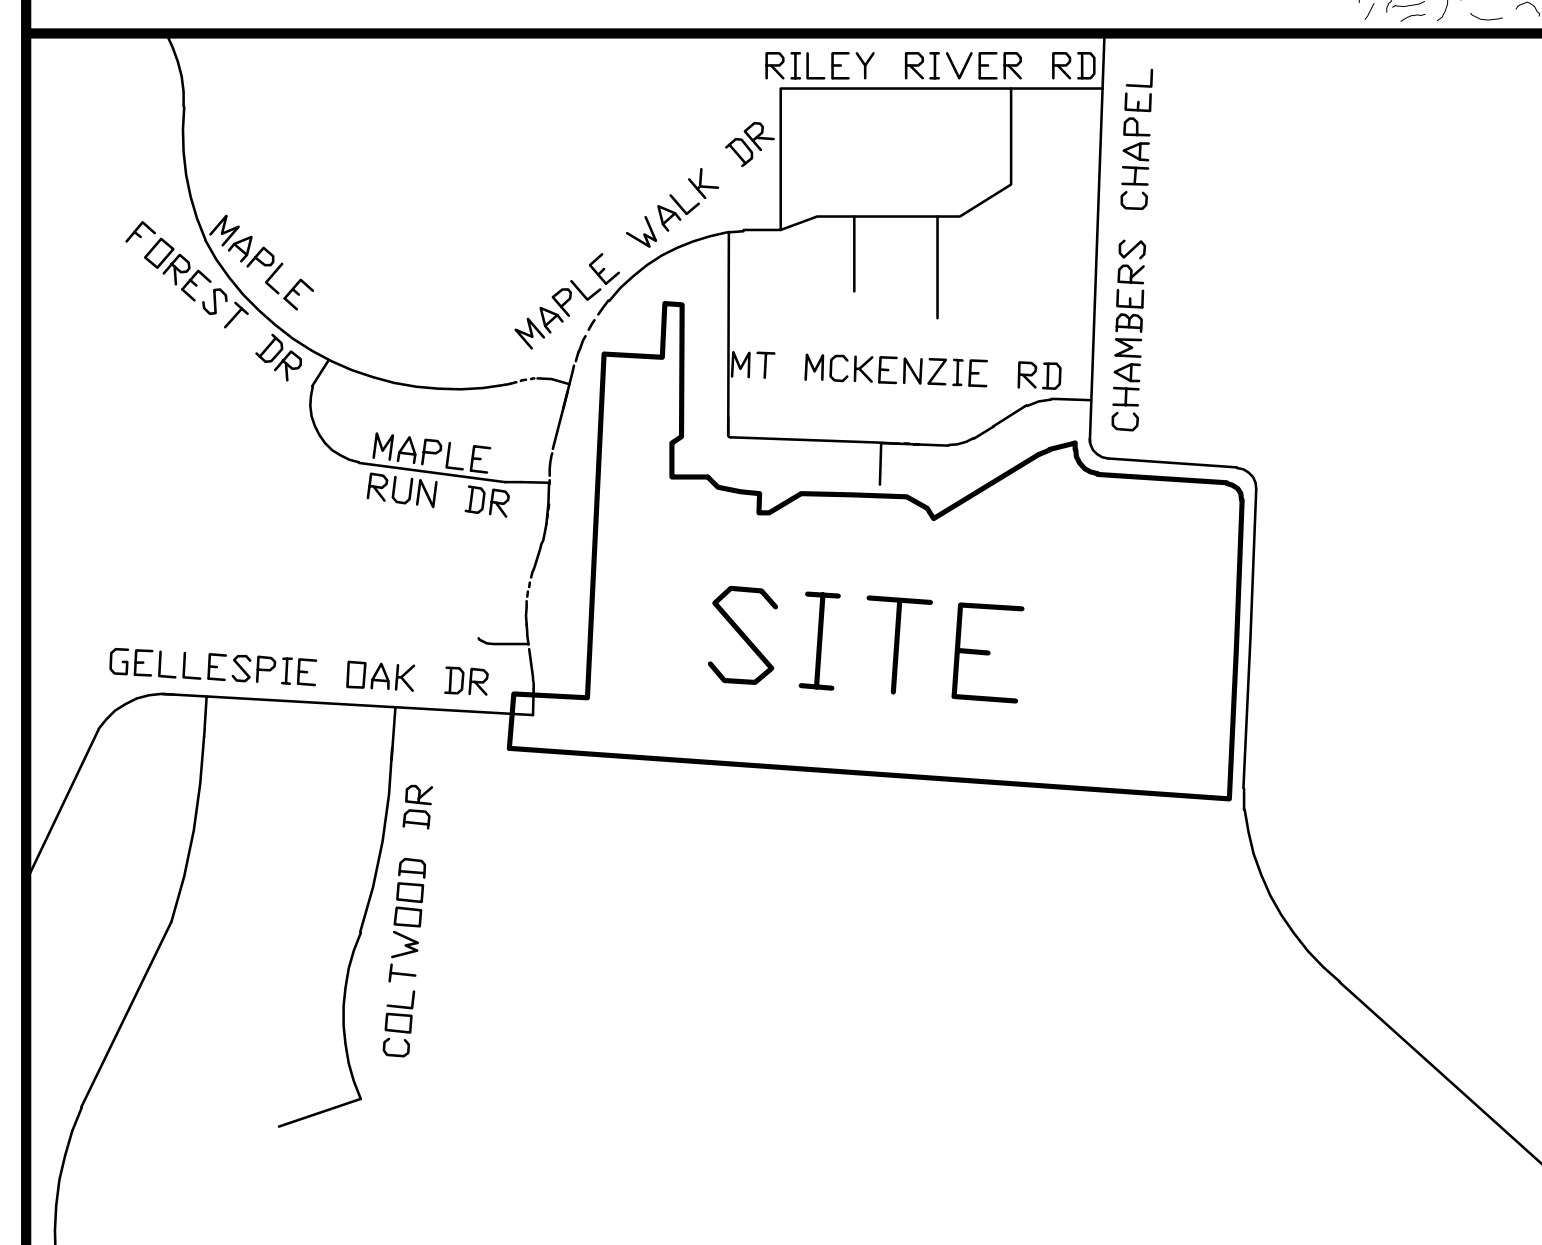 RILEY RIVER RD
CHAMBERS CHAPEL
MAPLE WALK DR
MAPLE
FOREST DR
MT MCKENZIE RD
MAPLE
RUN DR
SITE
GELLESPIE OAK DR
COLTWOOD DR